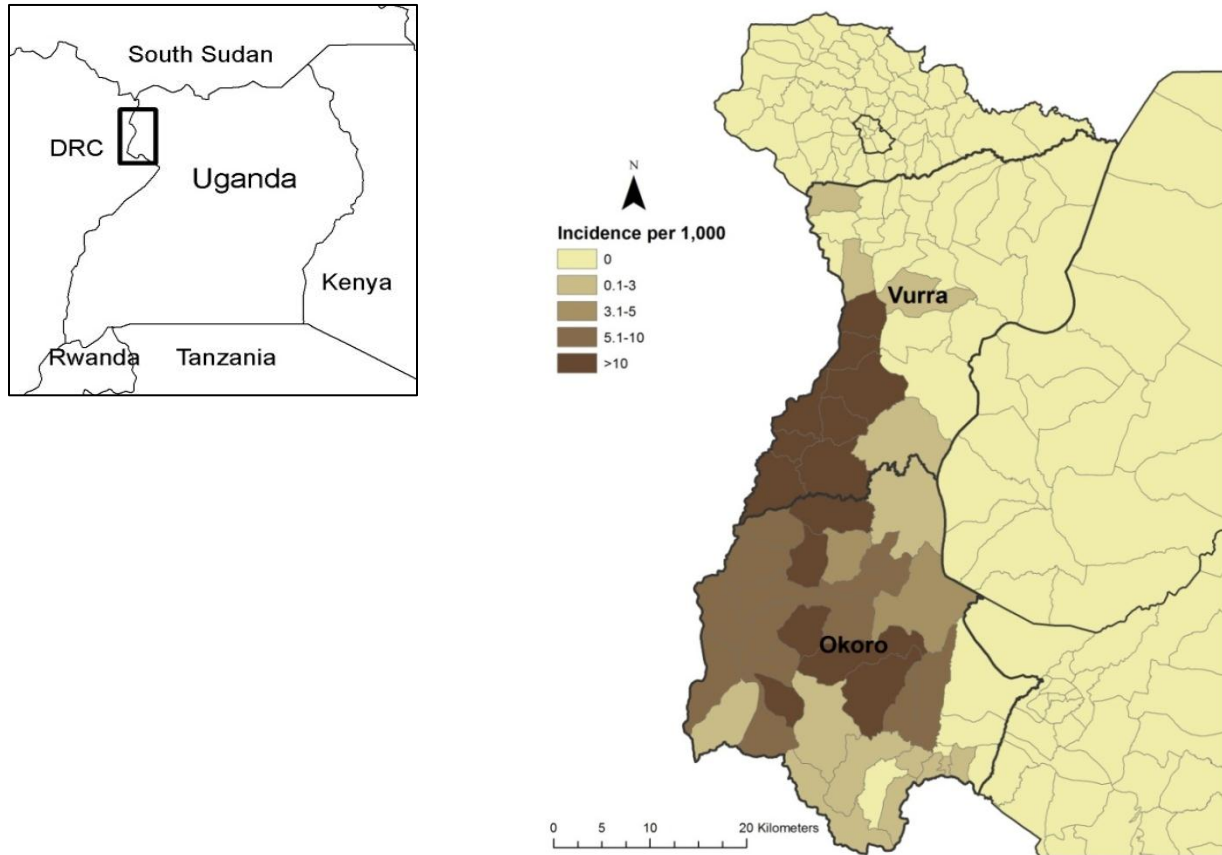 South Sudan
DRC
Uganda
Kenya
Rwanda
Tanzania
N
Incidence per 1,000
0
0.1-3
3.1-5
5.1-10
>10
Vurra
Okoro
0 5 10 20 Kilometers